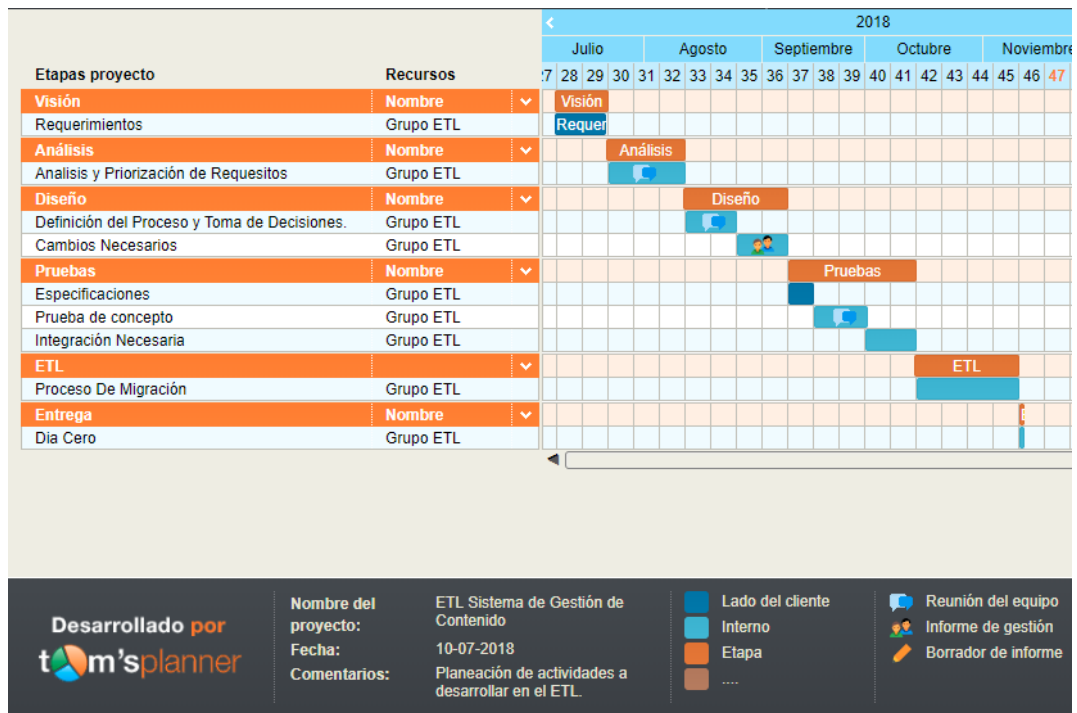 2018
Julio Agosto Septiembre Octubre Noviembre
Etapas proyecto Recursos 27 28 29 30 31 32 33 34 35 36 37 38 39 40 41 42 43 44 45 46 47
Visión Nombre Visión
Requerimientos Grupo ETL Requer
Análisis Nombre Análisis
Analisis y Priorización de Requesitos Grupo ETL
Diseño Nombre Diseño
Definición del Proceso y Toma de Decisiones. Grupo ETL
Cambios Necesarios Grupo ETL
Pruebas Nombre Pruebas
Especificaciones Grupo ETL
Prueba de concepto Grupo ETL
Integración Necesaria Grupo ETL
ETL ETL
Proceso De Migración Grupo ETL
Entrega Nombre
Dia Cero Grupo ETL
Desarrollado por
tom'splanner
Nombre del proyecto: ETL Sistema de Gestión de
Contenido
Fecha: 10-07-2018
Comentarios: Planeación de actividades a
desarrollar en el ETL.
Lado del cliente
Interno
Etapa
....
Reunión del equipo
Informe de gestión
Borrador de informe